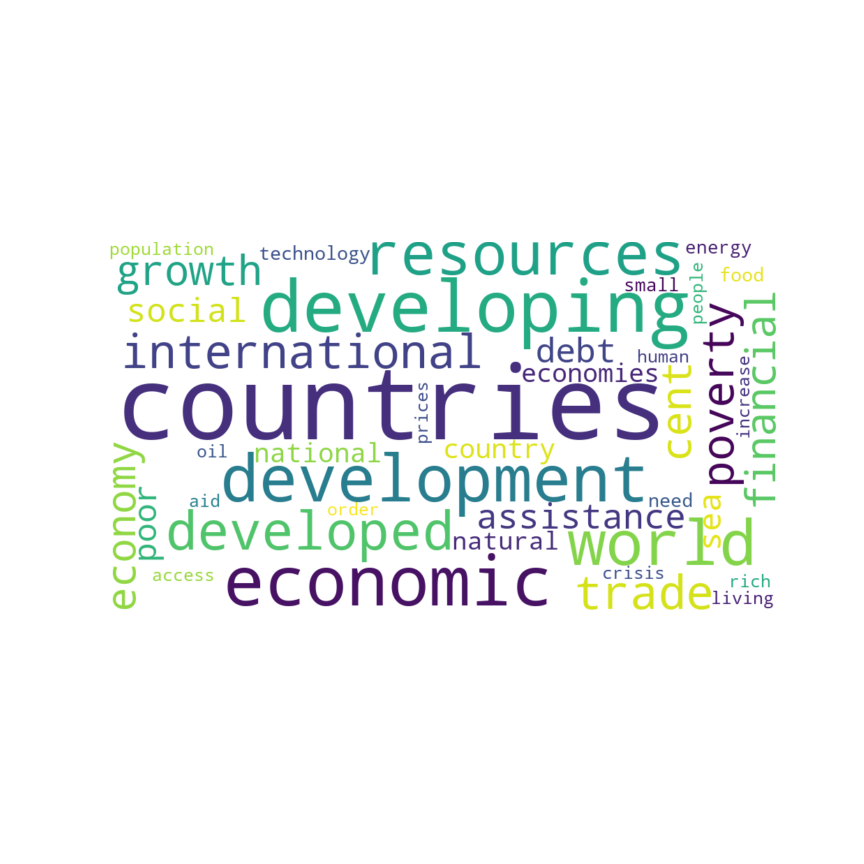 population
technology
resources
energy
growth
small
people
food
social
developing
financial
international
debt
human
poverty
increase
economies
cent
countries
prices
oil
national
country
economy
development
poor
aid
order
need
sea
developed
natural
assistance
world
access
economic
crisis
trade
rich
living